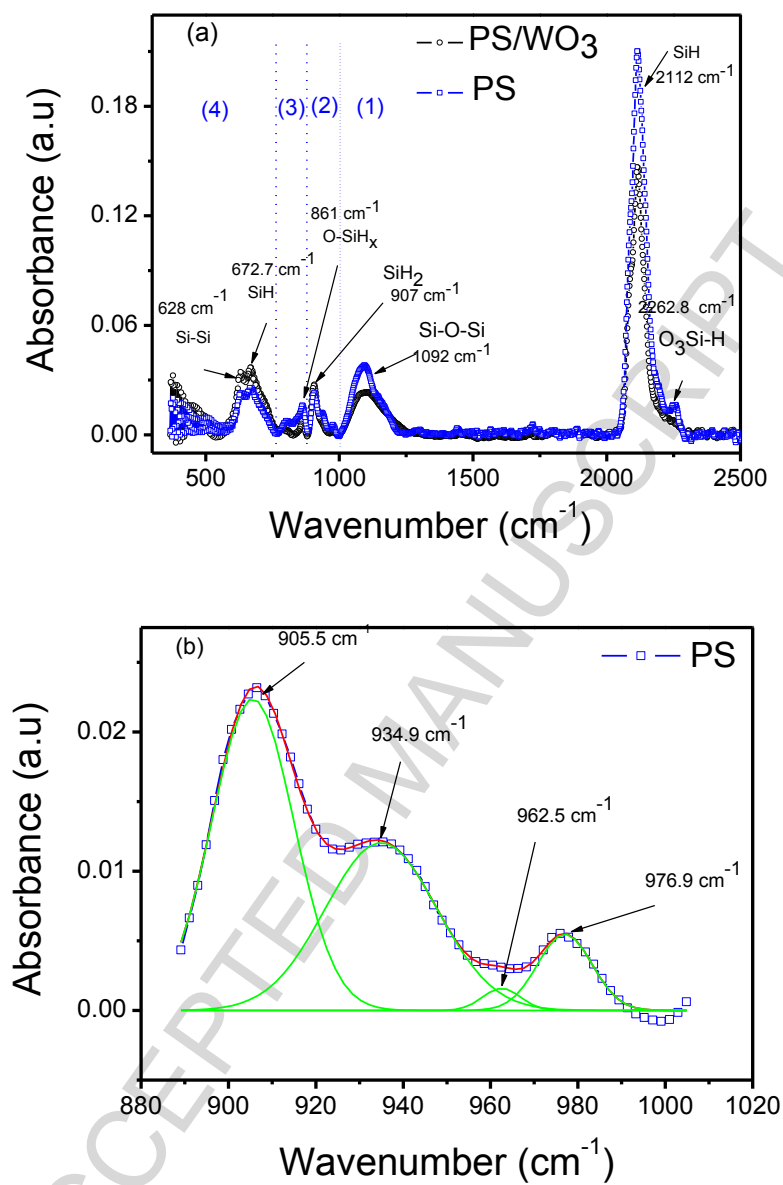 (a)
PS/WO3
PS
SiH
2112 cm-1
(4)
(3)
(2)
(1)
861 cm-1
O-SiHx
672.7 cm-1
SiH
628 cm-1
Si-Si
SiH2
907 cm-1
Si-O-Si
1092 cm-1
2262.8 cm-1
O3Si-H
0.18
0.12
0.06
0.00
Absorbance (a.u)
500 1000 1500 2000 2500
Wavenumber (cm-1)
(b)
905.5 cm-1
PS
934.9 cm-1
962.5 cm-1
976.9 cm-1
0.02
0.01
0.00
Absorbance (a.u)
880 900 920 940 960 980 1000 1020
Wavenumber (cm-1)
SCCEPTED MANUSCRIPT